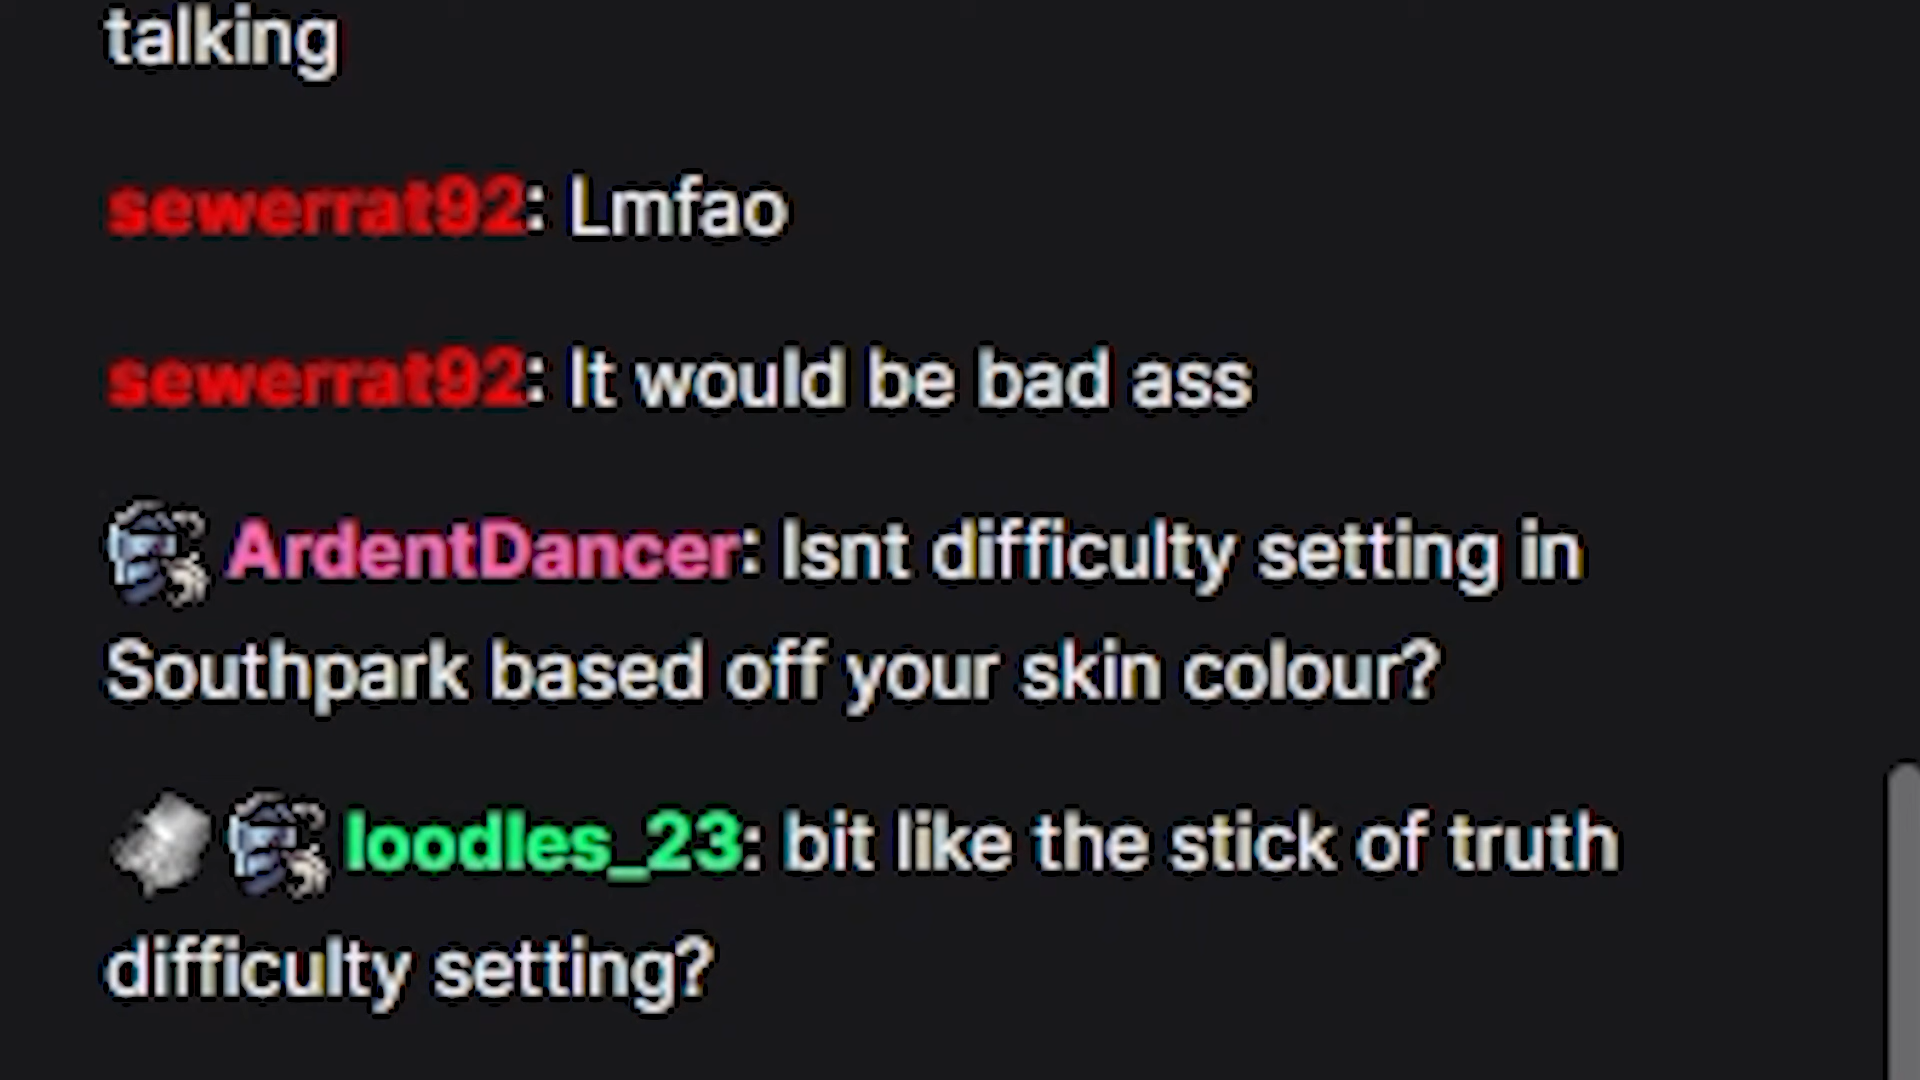 talking
sewerrat92: Lmfao
sewerrat92: It would be bad ass
ArdentDancer: Isnt difficulty setting in
Southpark based off your skin colour?
loodles_23: bit like the stick of truth
difficulty setting?